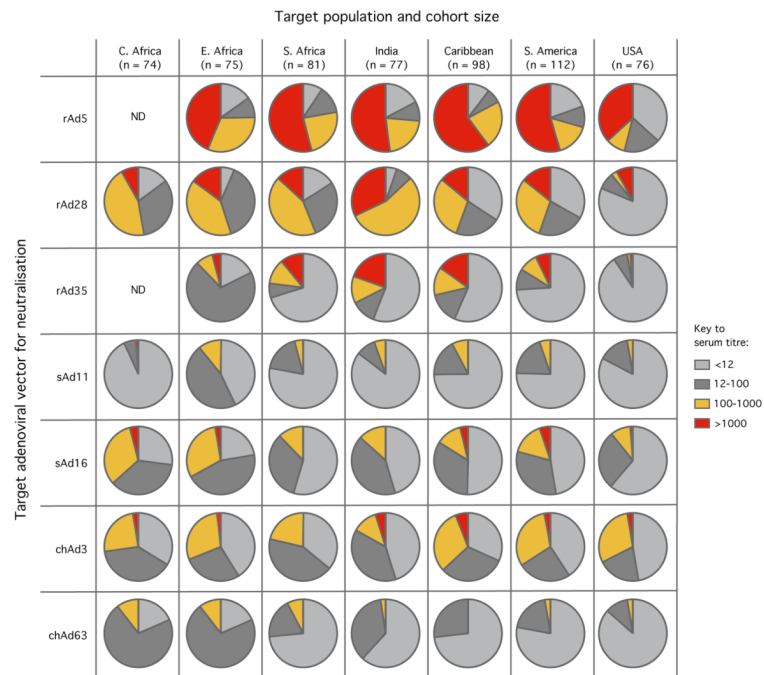 Target population and cohort size
C. Africa
(n = 74)
E. Africa
(n = 75)
S. Africa
(n = 81)
India
(n = 77)
Caribbean
(n = 98)
S. America
(n = 112)
USA
(n = 76)
Target adenoviral vector for neutralisation
rAd5
ND
rAd28
rAd35
ND
sAd11
sAd16
chAd3
chAd63
Key to
serum titre:
<12
12-100
100-1000
>1000